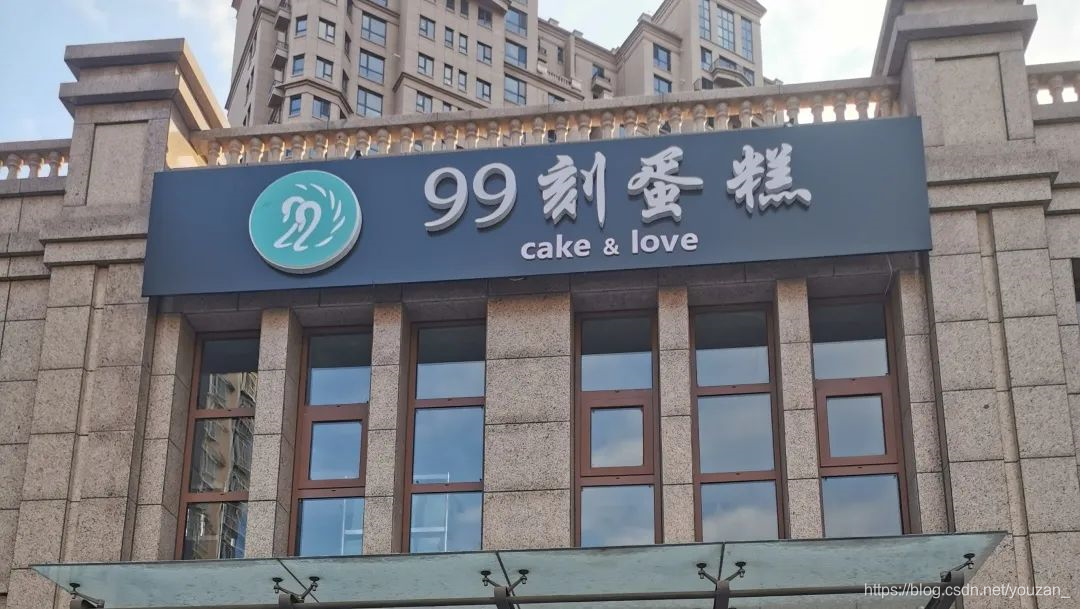 99刻蛋糕
cake & love
https://blog.csdn.net/youzan_